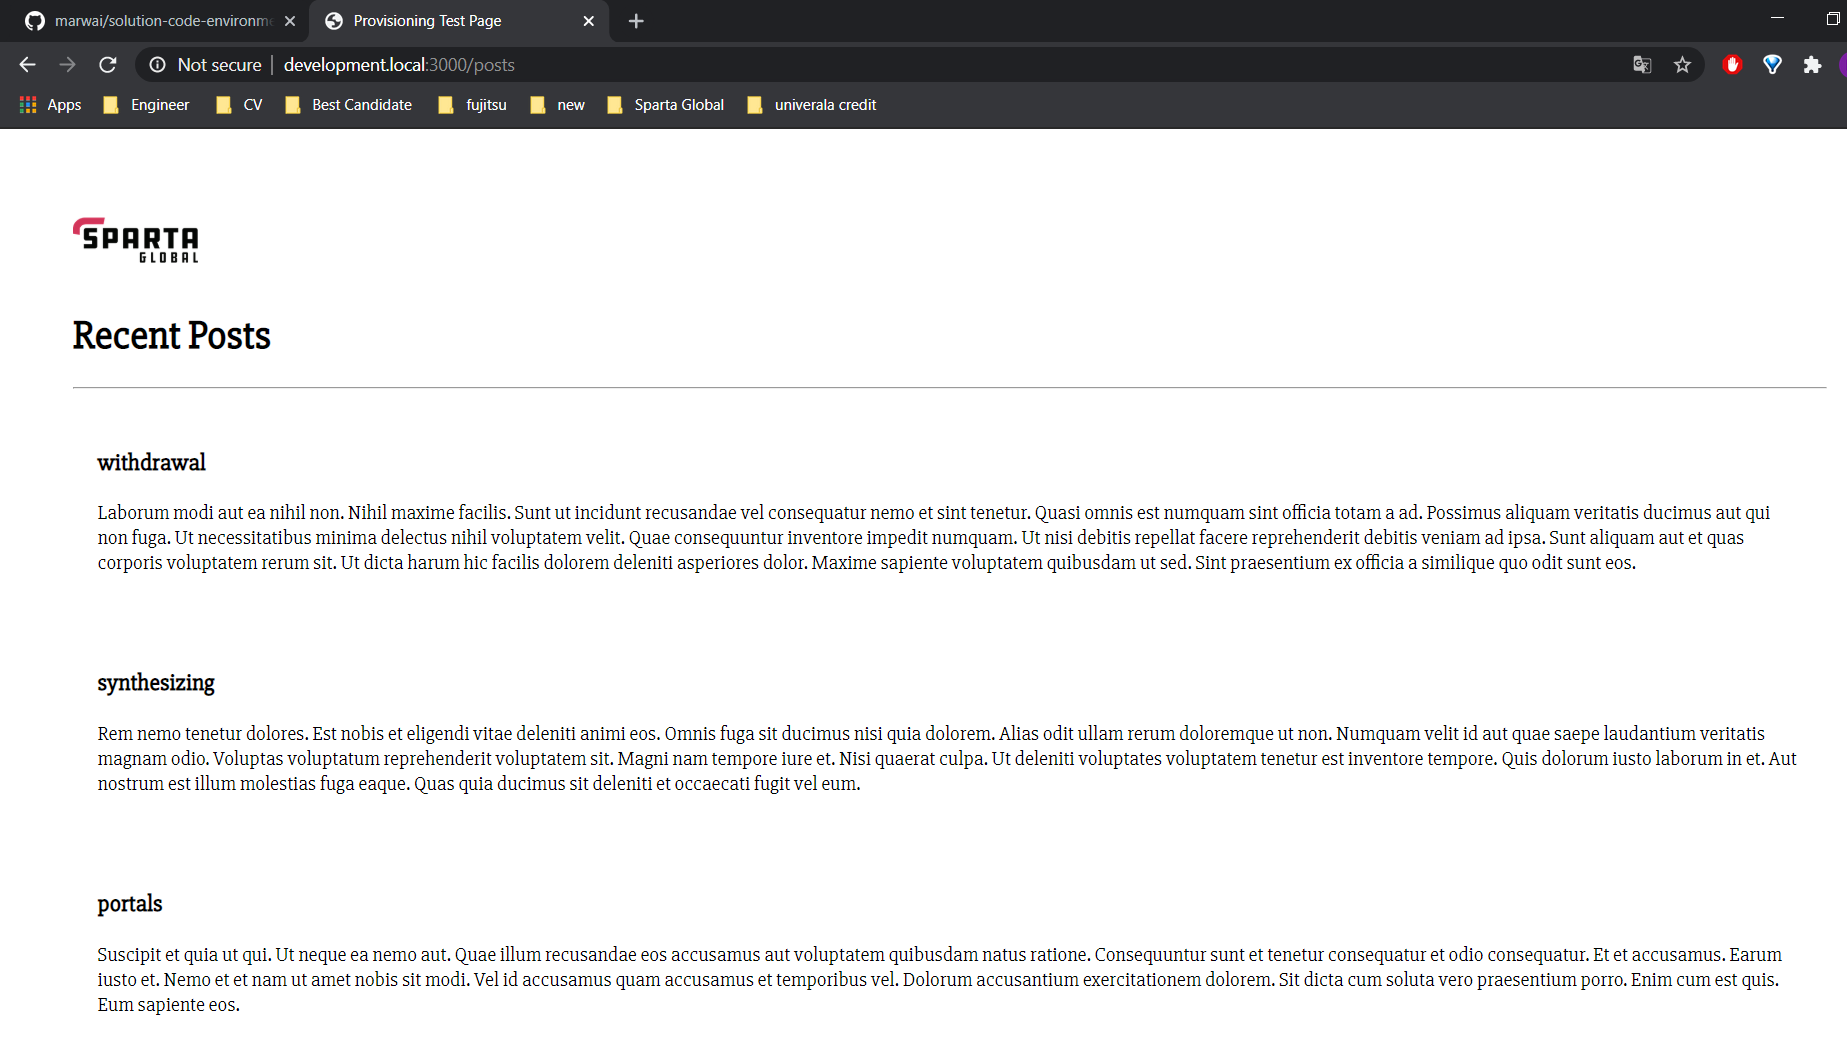 marwai/solution-code-environme
Provisioning Test Page
Not secure | development.local:3000/posts
Apps Engineer CV Best Candidate fujitsu new Sparta Global univerala credit
SPARTA
GLOBAL
Recent Posts
withdrawal
Laborum modi aut ea nihil non. Nihil maxime facilis. Sunt ut incidunt recusandae vel consequatur nemo et sint tenetur. Quasi omnis est numquam sint officia totam a ad. Possimus aliquam veritatis ducimus aut qui
non fuga. Ut necessitatibus minima delectus nihil voluptatem velit. Quae consequuntur inventore impedit numquam. Ut nisi debitis repellat facere reprehenderit debitis veniam ad ipsa. Sunt aliquam aut et quas
corporis voluptatem rerum sit. Ut dicta harum hic facilis dolorem deleniti asperiores dolor. Maxime sapiente voluptatem quibusdam ut sed. Sint praesentium ex officia a similique quo odit sunt eos.
synthesizing
Rem nemo tenetur dolores. Est nobis et eligendi vitae deleniti animi eos. Omnis fuga sit ducimus nisi quia dolorem. Alias odit ullam rerum doloremque ut non. Numquam velit id aut quae saepe laudantium veritatis
magnam odio. Voluptas voluptatum reprehenderit voluptatem sit. Magni nam tempore iure et. Nisi quaerat culpa. Ut deleniti voluptates voluptatem tenetur est inventore tempore. Quis dolorum iusto laborum in et. Aut
nostrum est illum molestias fuga eaque. Quas quia ducimus sit deleniti et occaecati fugit vel eum.
portals
Suscipit et quia ut qui. Ut neque ea nemo aut. Quae illum recusandae eos accusamus aut voluptatem quibusdam natus ratione. Consequuntur sunt et tenetur consequatur et odio consequatur. Et et accusamus. Earum
iusto et. Nemo et et nam ut amet nobis sit modi. Vel id accusamus quam accusamus et temporibus vel. Dolorum accusantium exercitationem dolorem. Sit dicta cum soluta vero praesentium porro. Enim cum est quis.
Eum sapiente eos.